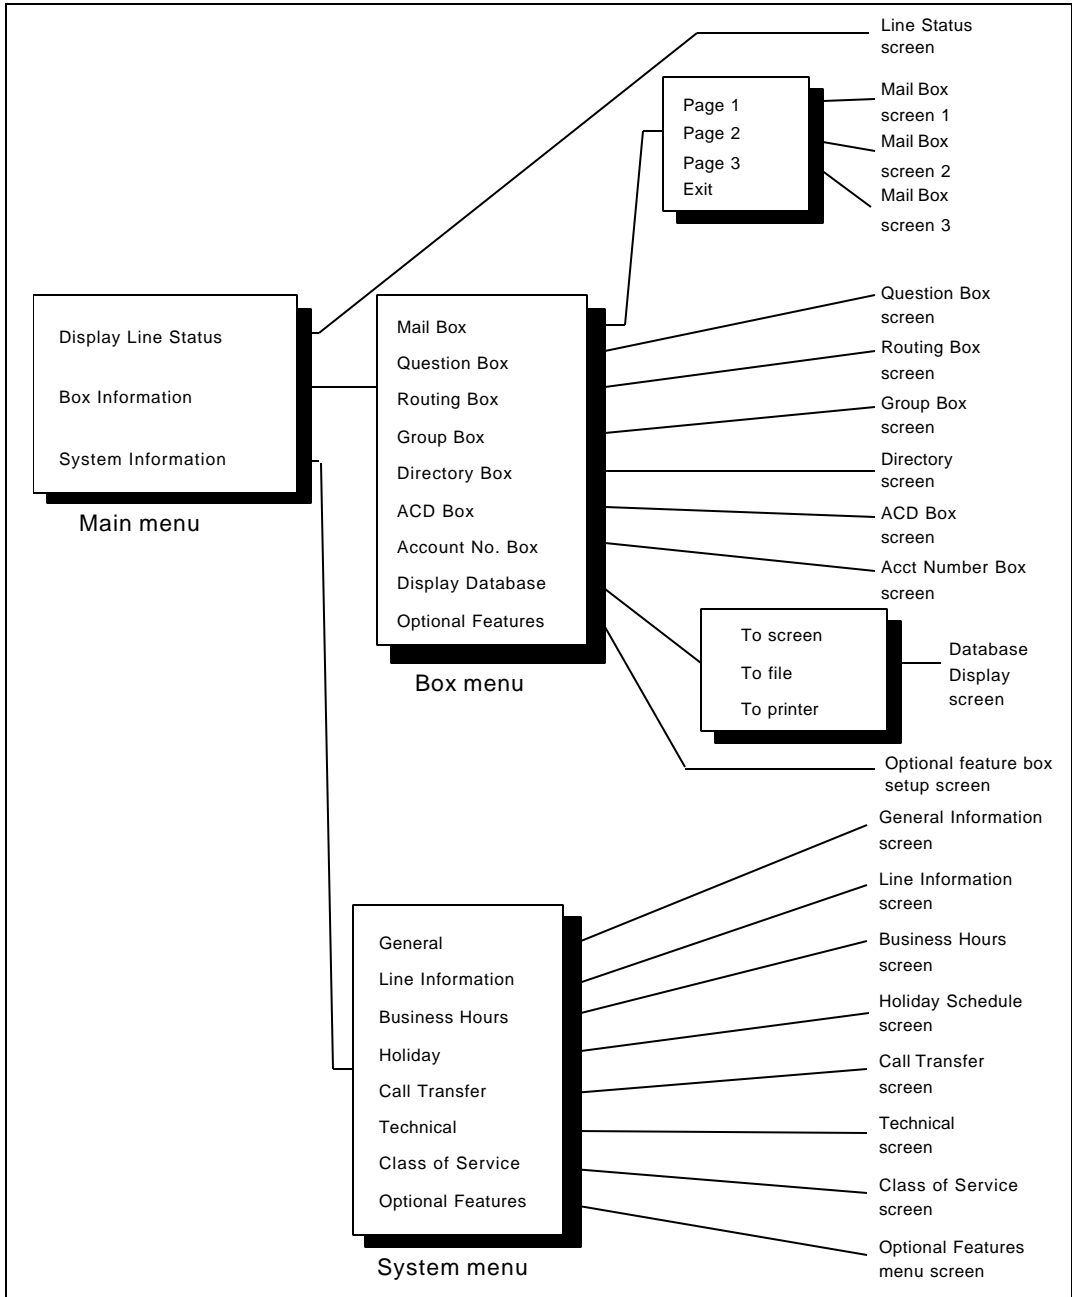 Line Status
screen
Page 1
Page 2
Page 3
Exit
Mail Box
screen 1
Mail Box
screen 2
Mail Box
screen 3
Display Line Status
Box Information
System Information
Main menu
Mail Box
Question Box
Routing Box
Group Box
Directory Box
ACD Box
Account No. Box
Display Database
Optional Features
Box menu
Question Box
screen
Routing Box
screen
Group Box
screen
Directory
screen
ACD Box
screen
Acct Number Box
screen
To screen
To file
To printer
Database
Display
screen
Optional feature box
setup screen
General
Line Information
Business Hours
Holiday
Call Transfer
Technical
Class of Service
Optional Features
System menu
General Information
screen
Line Information
screen
Business Hours
screen
Holiday Schedule
screen
Call Transfer
screen
Technical
screen
Class of Service
screen
Optional Features
menu screen